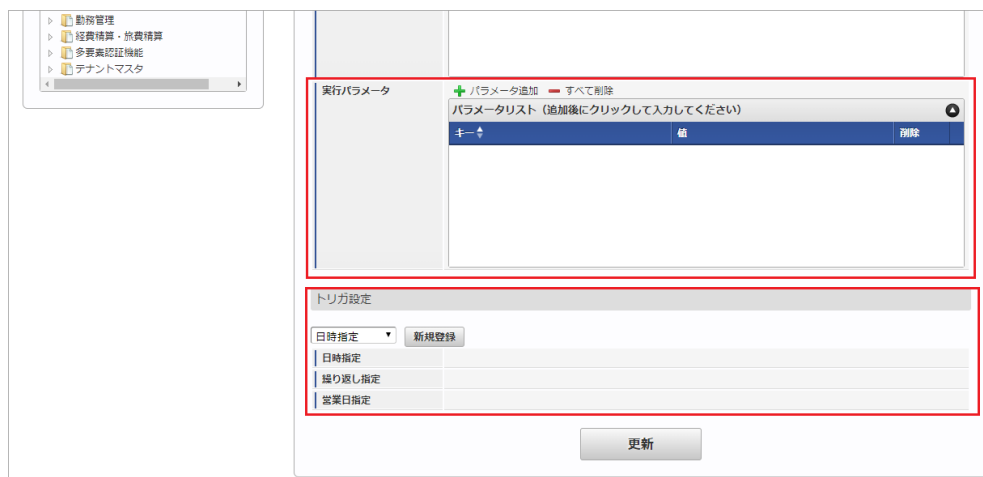 勤務管理
経費精算・旅費精算
多要素認証機能
テナントマスタ
実行パラメータ
パラメータ追加 すべて削除
パラメータリスト（追加後にクリックして入力してください）
キー 値 削除
トリガ設定
日時指定 新規登録
日時指定
繰り返し指定
営業日指定
更新